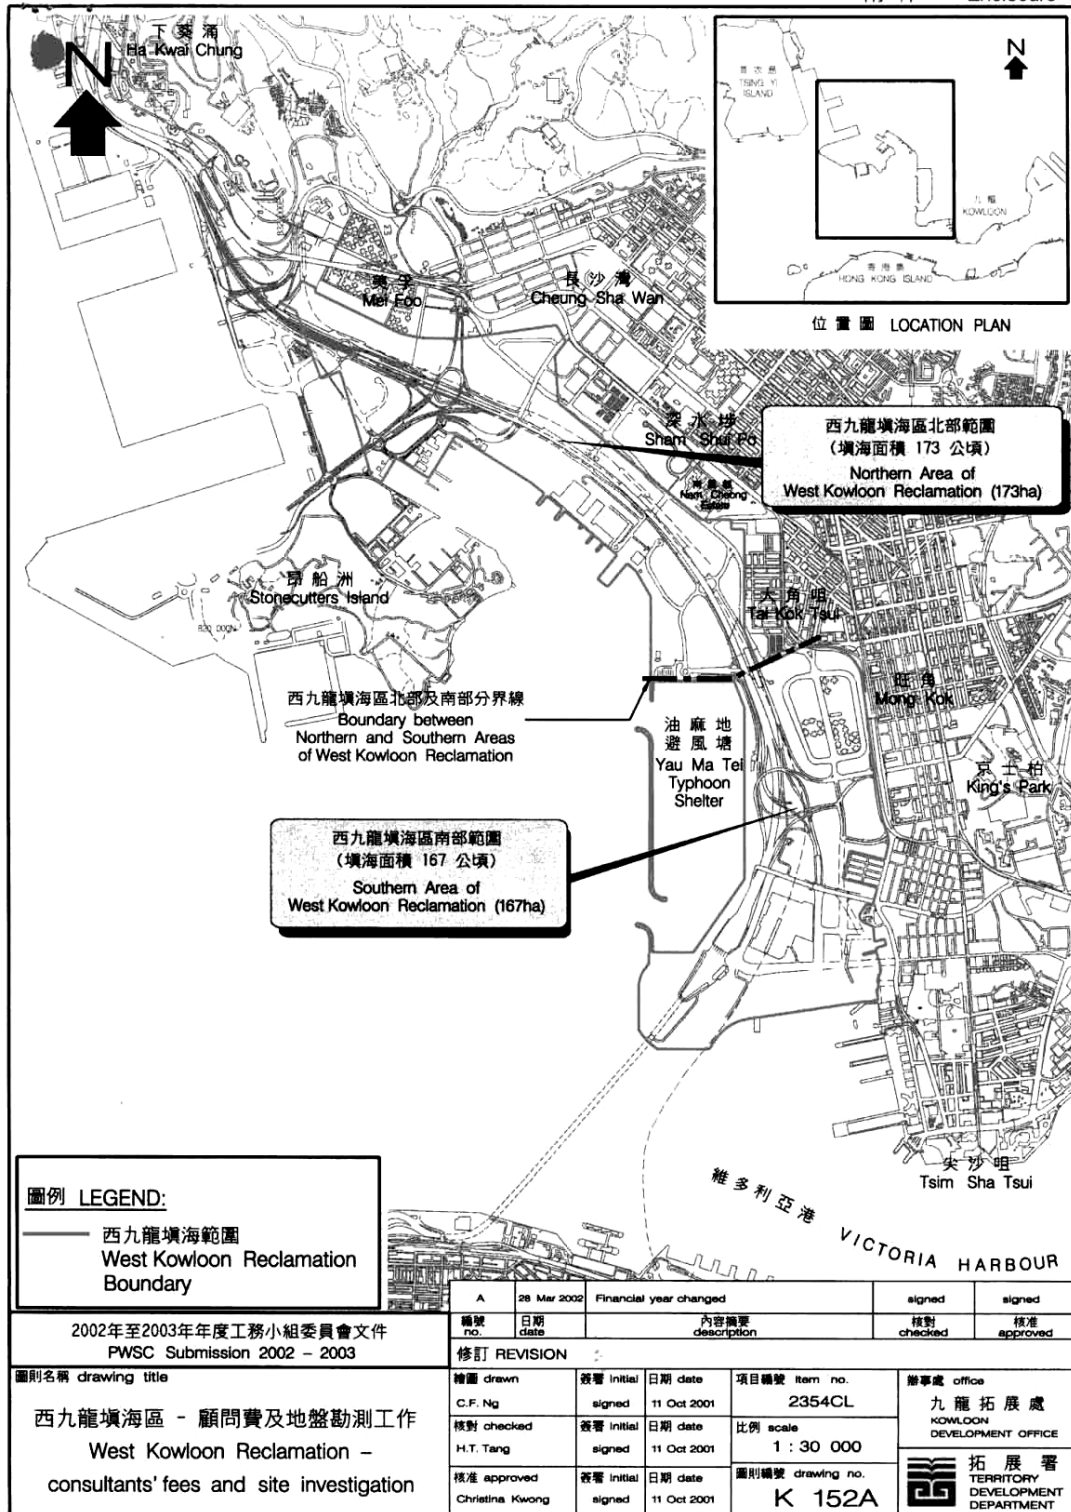 N
下葵涌
Ha Kwai Chung
N
青衣島
TSING YI
ISLAND
九龍
KOWLOON
香港島
HONG KONG ISLAND
位置圖 LOCATION PLAN
美孚
Mei Foo
長沙灣
Cheung Sha Wan
深水埗
Sham Shui Po
西九龍填海區北部範圍
(填海面積 173 公頃)
Northern Area of
West Kowloon Reclamation (173ha)
南昌邨
Nam Cheong
Estate
昂船洲
Stonecutters Island
820 000N
大角咀
Tai Kok Tsui
西九龍填海區北部及南部分界線
Boundary between
Northern and Southern Areas
of West Kowloon Reclamation
旺角
Mong Kok
油麻地
避風塘
Yau Ma Tei
Typhoon
Shelter
京士柏
King's Park
西九龍填海區南部範圍
(填海面積 167 公頃)
Southern Area of
West Kowloon Reclamation (167ha)
尖沙咀
Tsim Sha Tsui
維多利亞港 VICTORIA HARBOUR
圖例 LEGEND:
西九龍填海範圍
West Kowloon Reclamation
Boundary
A 28 Mar 2002 Financial year changed signed signed
編號 no. 日期 date 內容摘要 description 核對 checked 核准 approved
修訂 REVISION
2002年至2003年年度工務小組委員會文件
PWSC Submission 2002 - 2003
圖則名稱 drawing title
西九龍填海區 - 顧問費及地盤勘測工作
West Kowloon Reclamation –
consultants' fees and site investigation
繪圖 drawn 簽署 initial 日期 date
C.F. Ng signed 11 Oct 2001
核對 checked 簽署 initial 日期 date
H.T. Tang signed 11 Oct 2001
核准 approved 簽署 initial 日期 date
Christina Kwong signed 11 Oct 2001
項目編號 item no.
2354CL
比例 scale
1 : 30 000
圖則編號 drawing no.
K 152A
辦事處 office
九龍拓展處
KOWLOON
DEVELOPMENT OFFICE
拓展署
TERRITORY
DEVELOPMENT
DEPARTMENT